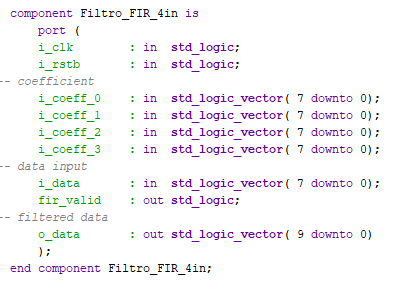 component Filtro_FIR_4in is
port (
i_clk : in std_logic;
i_rstb : in std_logic;
-- coefficient
i_coeff_0 : in std_logic_vector( 7 downto 0);
i_coeff_1 : in std_logic_vector( 7 downto 0);
i_coeff_2 : in std_logic_vector( 7 downto 0);
i_coeff_3 : in std_logic_vector( 7 downto 0);
-- data input
i_data : in std_logic_vector( 7 downto 0);
fir_valid : out std_logic;
-- filtered data
o_data : out std_logic_vector( 9 downto 0)
);
end component Filtro_FIR_4in;